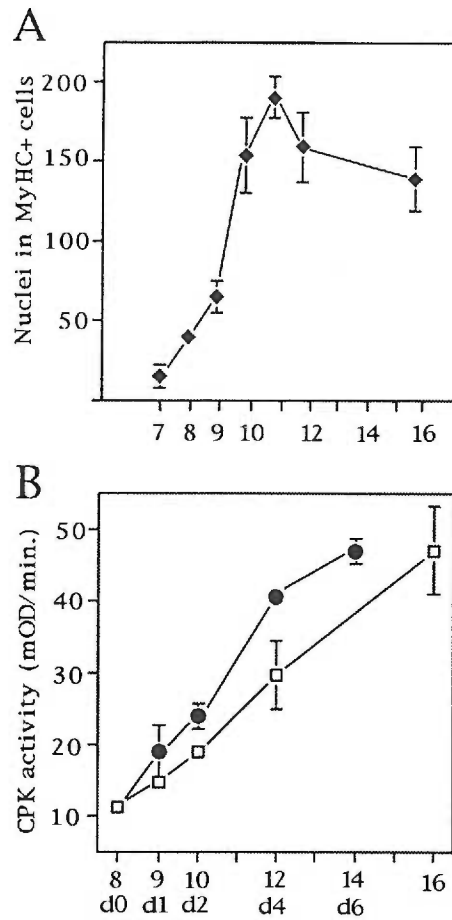 A
Nuclei in MyHC+ cells
200
150
100
50
7 8 9 10 12 14 16
B
CPK activity (mOD/min.)
50
40
30
20
10
8 9 10 12 14 16
d0 d1 d2 d4 d6